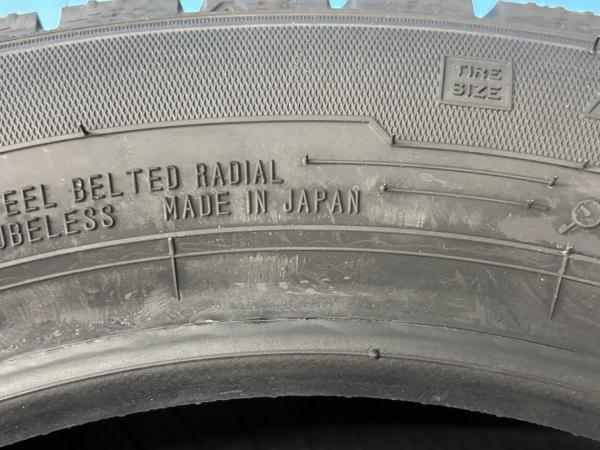 TIRE
SIZE
EEL BELTED RADIAL
UBELESS MADE IN JAPAN